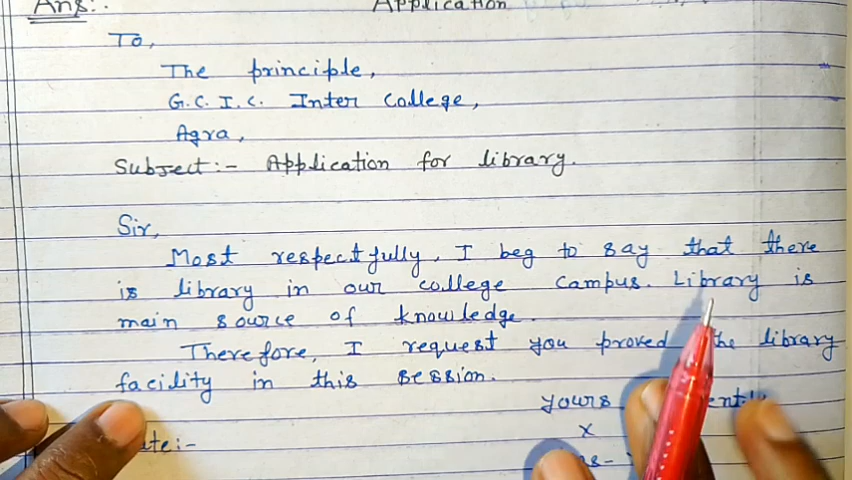 Ans:-
Application
To,
The principle,
G.C.I.C. Inter College,
Agra,
Subject:- Application for library.
Sir,
Most respectfully, I beg to say that there
is library in our college campus. Library is
main source of knowledge.
Therefore, I request you proved the library
facility in this session.
yours
x